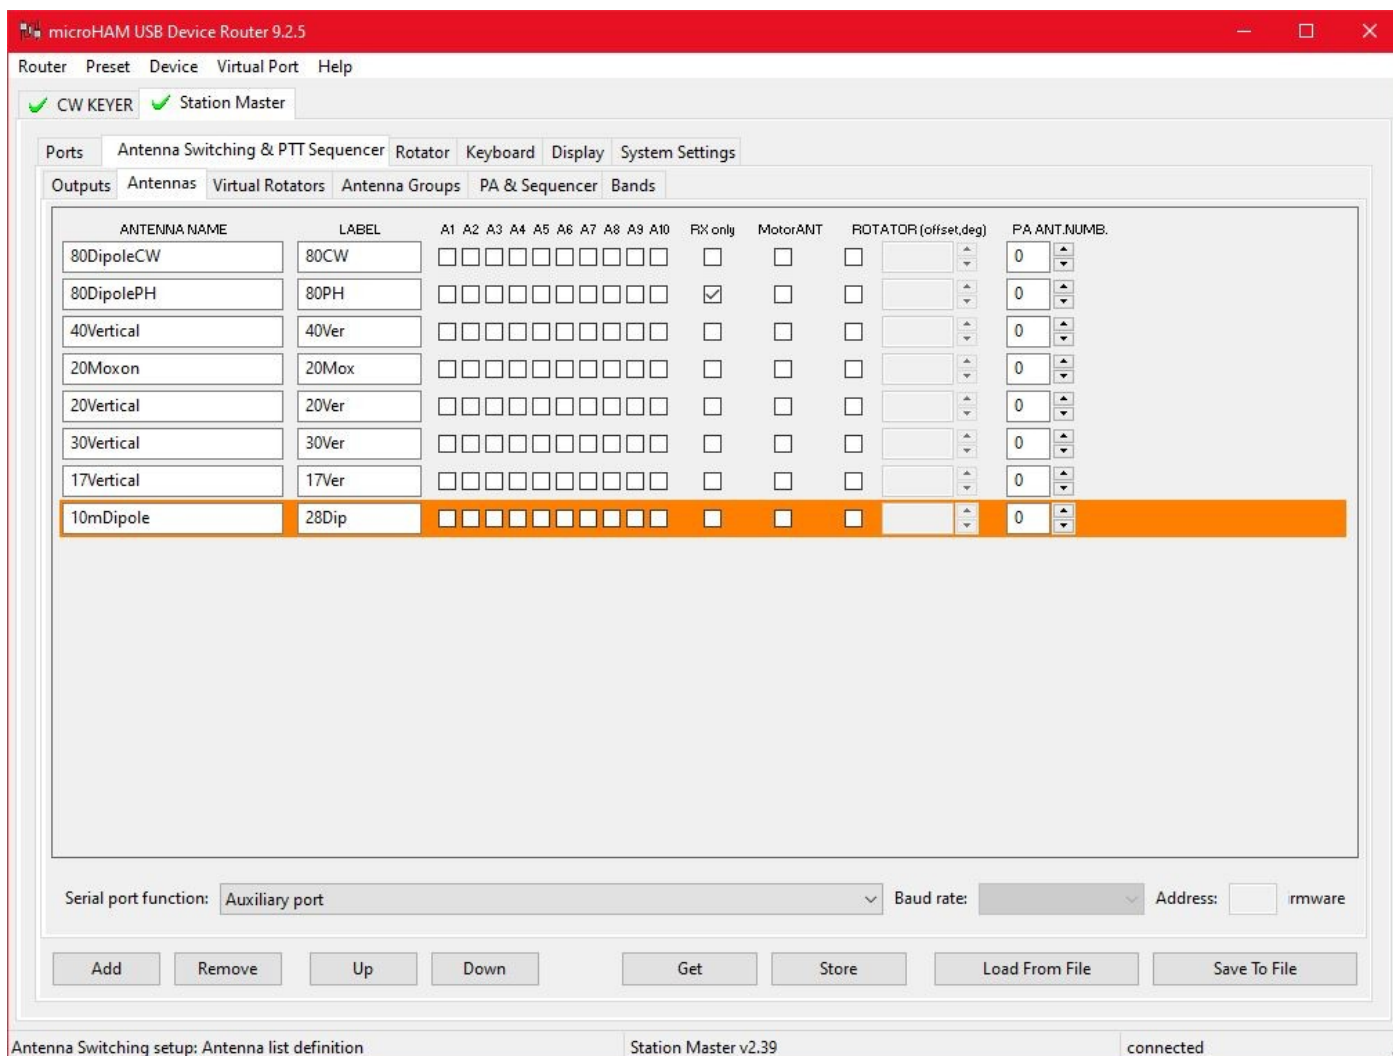 microHAM USB Device Router 9.2.5
Router Preset Device Virtual Port Help
CW KEYER Station Master
Ports Antenna Switching & PTT Sequencer Rotator Keyboard Display System Settings
Outputs Antennas Virtual Rotators Antenna Groups PA & Sequencer Bands
ANTENNA NAME LABEL A1 A2 A3 A4 A5 A6 A7 A8 A9 A10 RX only MotorANT ROTATOR (offset,deg) PA ANT.NUMB.
80DipoleCW 80CW 0
80DipolePH 80PH 0
40Vertical 40Ver 0
20Moxon 20Mox 0
20Vertical 20Ver 0
30Vertical 30Ver 0
17Vertical 17Ver 0
10mDipole 28Dip 0
Serial port function: Auxiliary port Baud rate: Address: irmware
Add Remove Up Down Get Store Load From File Save To File
Antenna Switching setup: Antenna list definition Station Master v2.39 connected